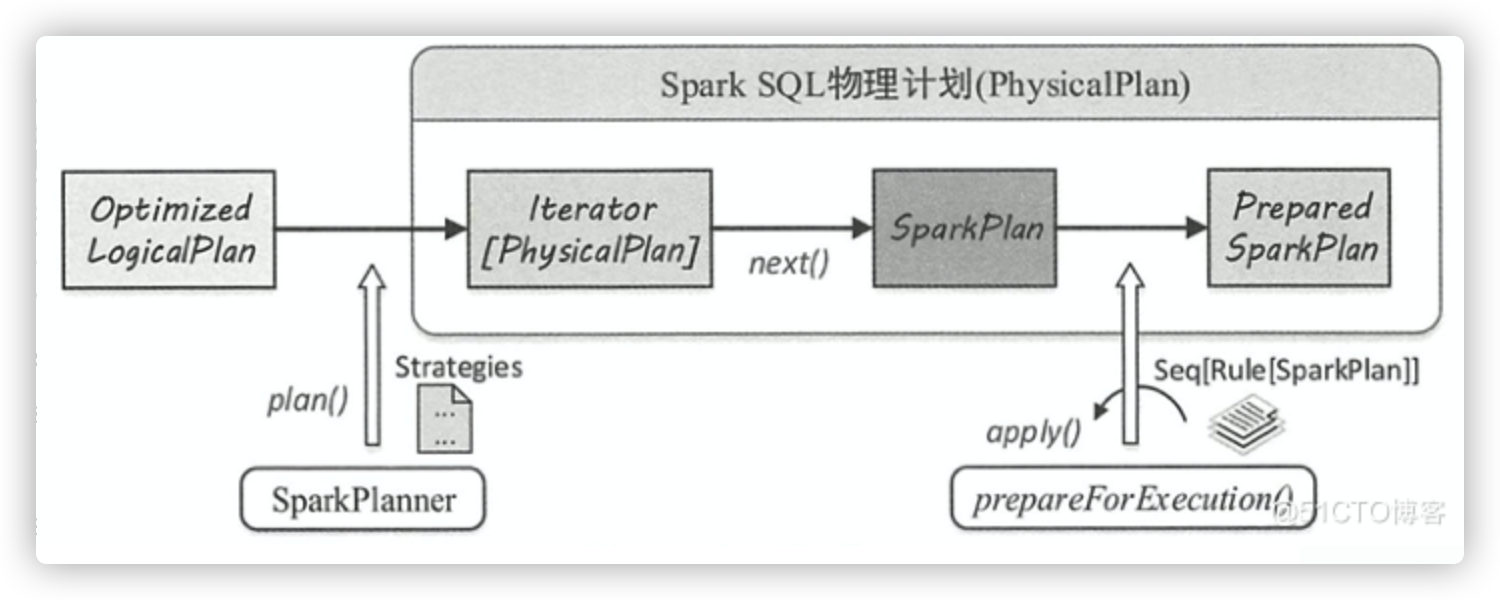 Spark SQL物理计划(PhysicalPlan)
Optimized
LogicalPlan
Iterator
[PhysicalPlan]
next()
SparkPlan
Prepared
SparkPlan
plan()
Strategies
...
...
SparkPlanner
Seq[Rule[SparkPlan]]
apply()
prepareForExecution()
@51CTO博客